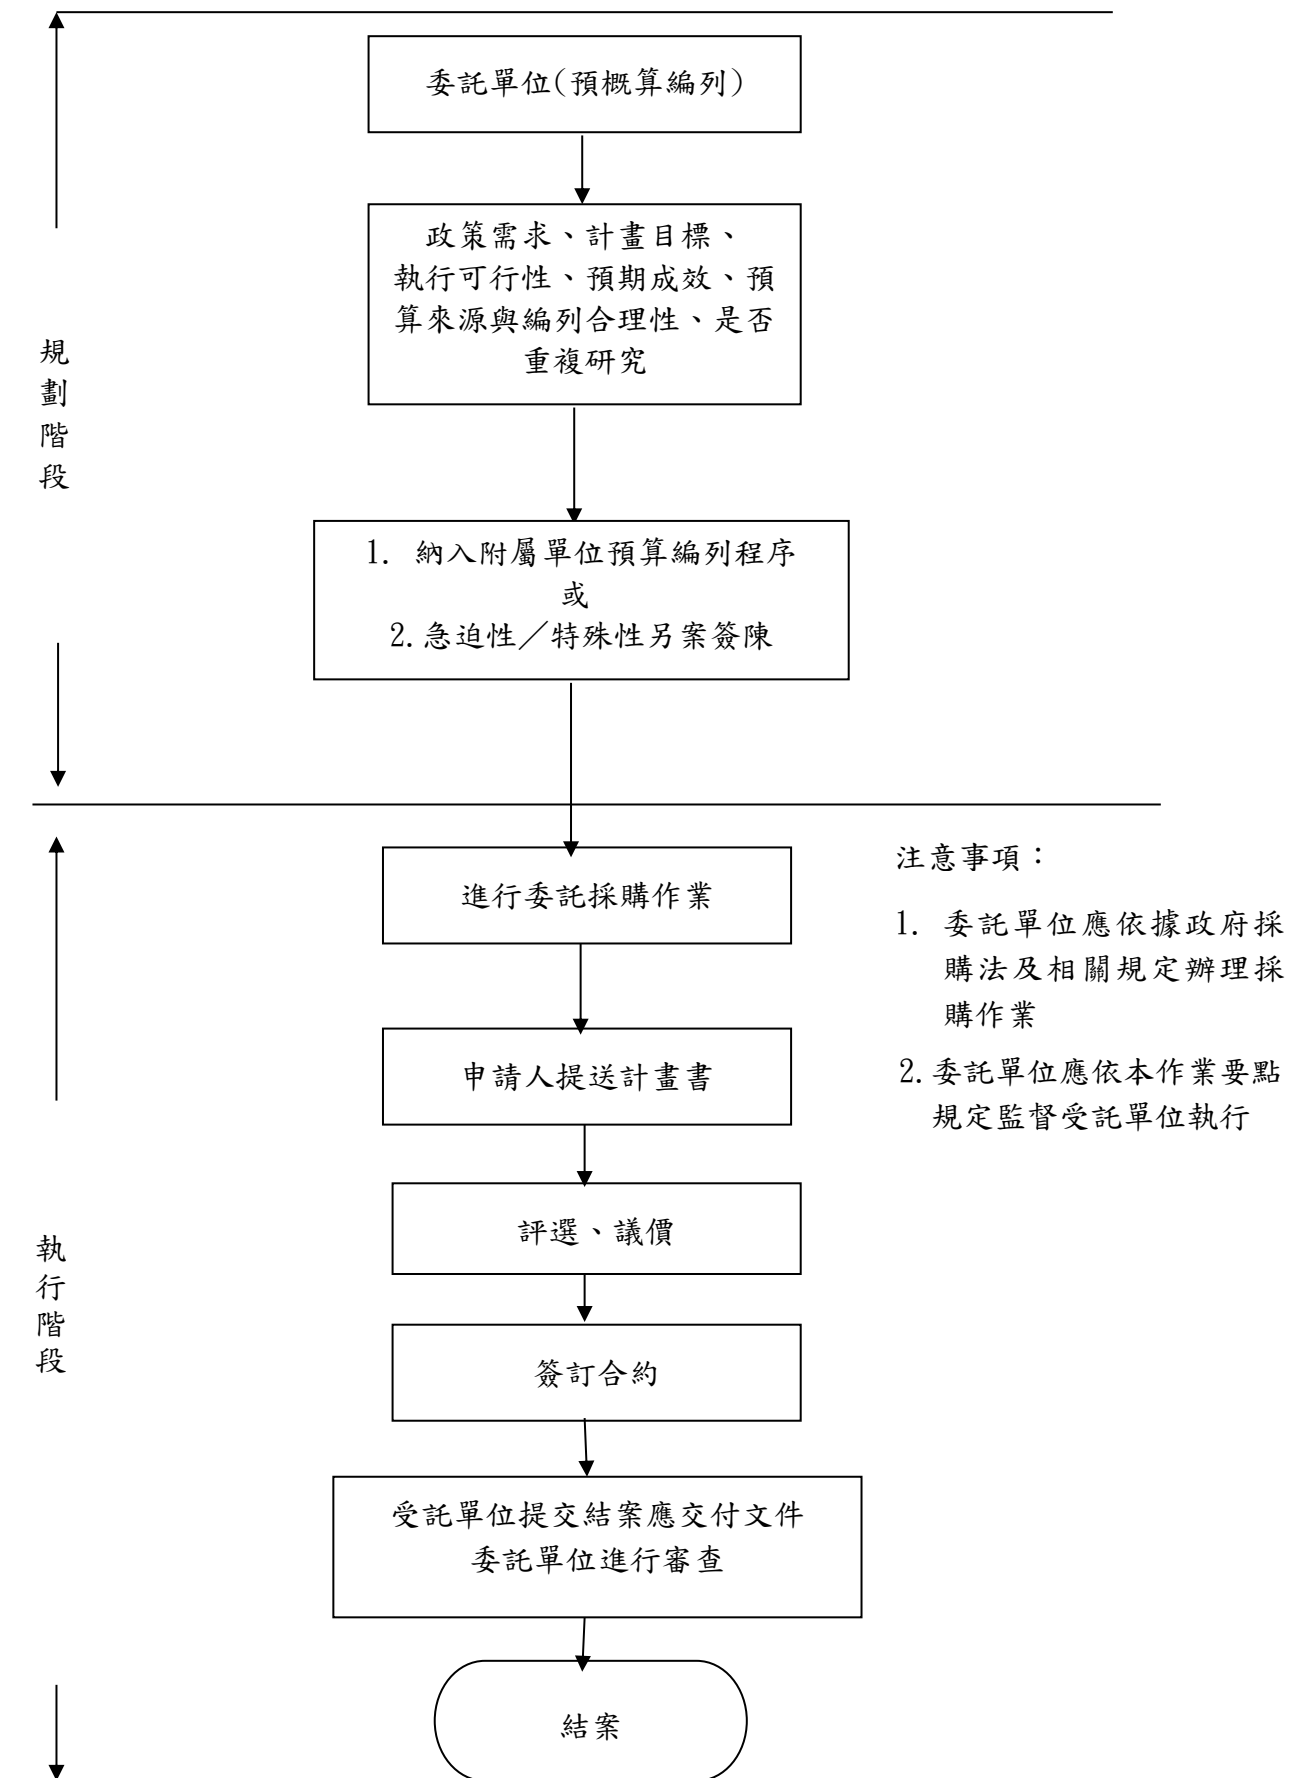 委託單位(預概算編列)
政策需求、計畫目標、
執行可行性、預期成效、預
算來源與編列合理性、是否
重複研究
規
劃
階
段
1. 納入附屬單位預算編列程序
或
2.急迫性／特殊性另案簽陳
進行委託採購作業
注意事項：
1. 委託單位應依據政府採
購法及相關規定辦理採
購作業
2.委託單位應依本作業要點
規定監督受託單位執行
申請人提送計畫書
評選、議價
執
行
階
段
簽訂合約
受託單位提交結案應交付文件
委託單位進行審查
結案